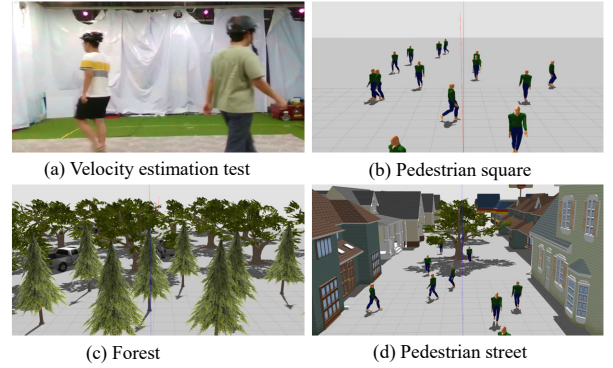 (a) Velocity estimation test
(b) Pedestrian square
(c) Forest
(d) Pedestrian street